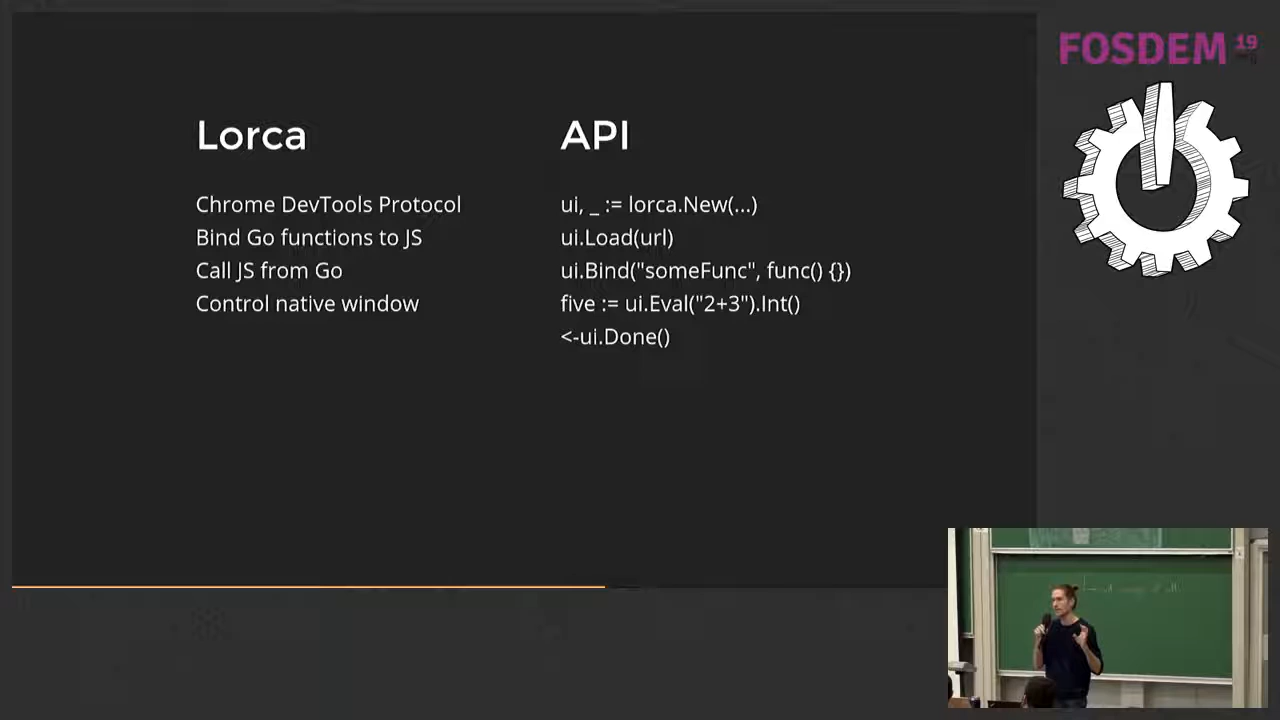 FOSDEM 19
Lorca
Chrome DevTools Protocol
Bind Go functions to JS
Call JS from Go
Control native window
API
ui, _ := lorca.New(...)
ui.Load(url)
ui.Bind("someFunc", func() {})
five := ui.Eval("2+3").Int()
<-ui.Done()